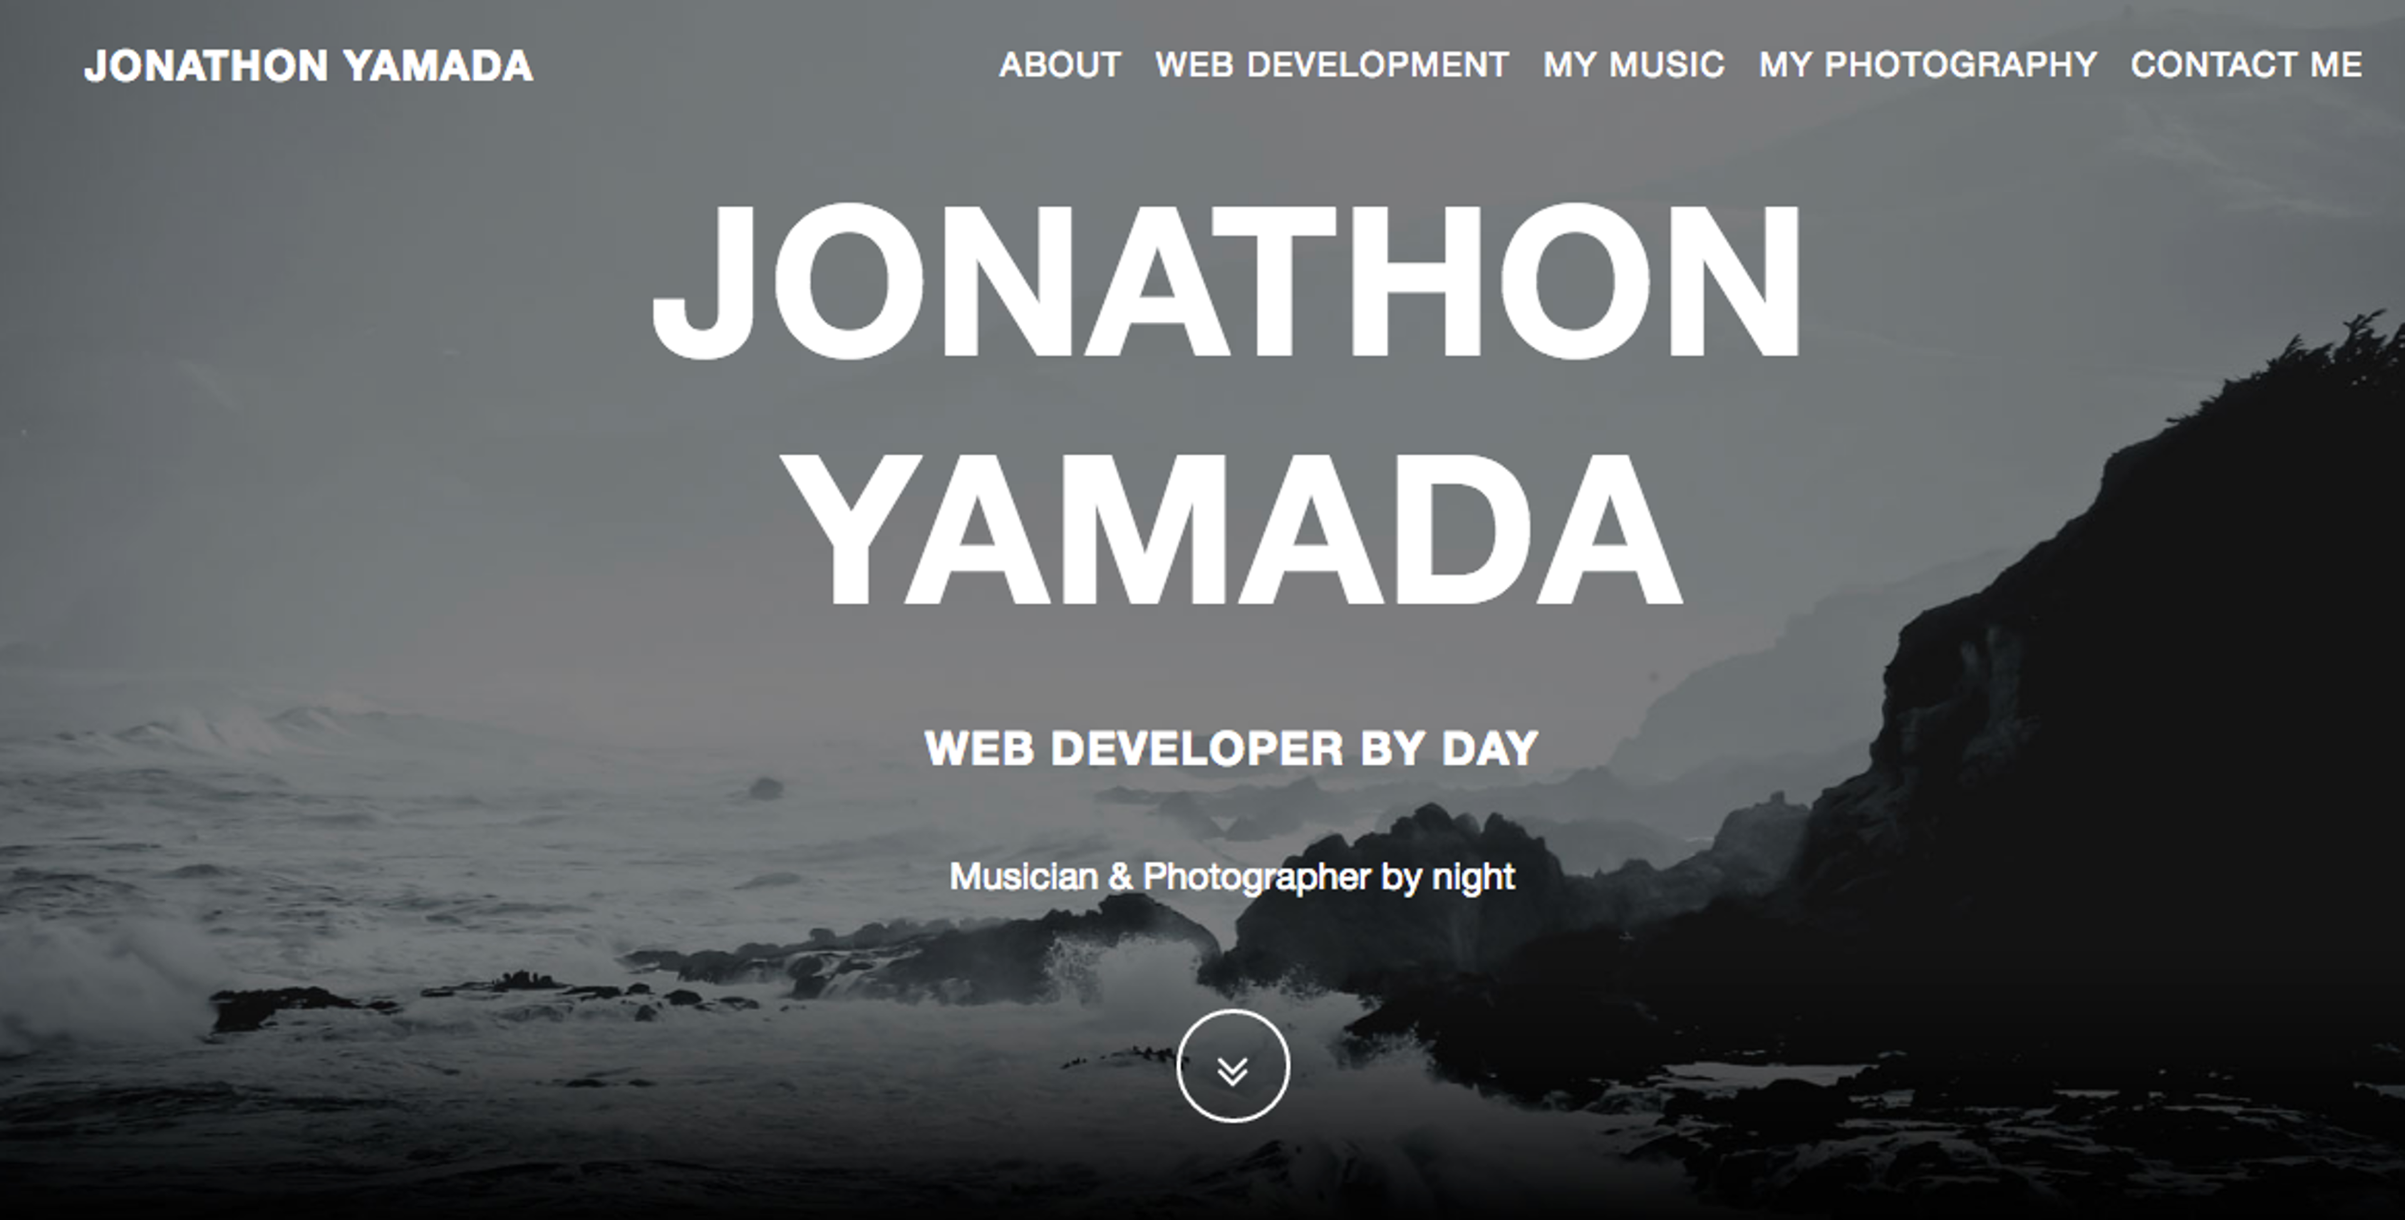 JONATHON YAMADA
ABOUT WEB DEVELOPMENT MY MUSIC MY PHOTOGRAPHY CONTACT ME
JONATHON
YAMADA
WEB DEVELOPER BY DAY
Musician & Photographer by night